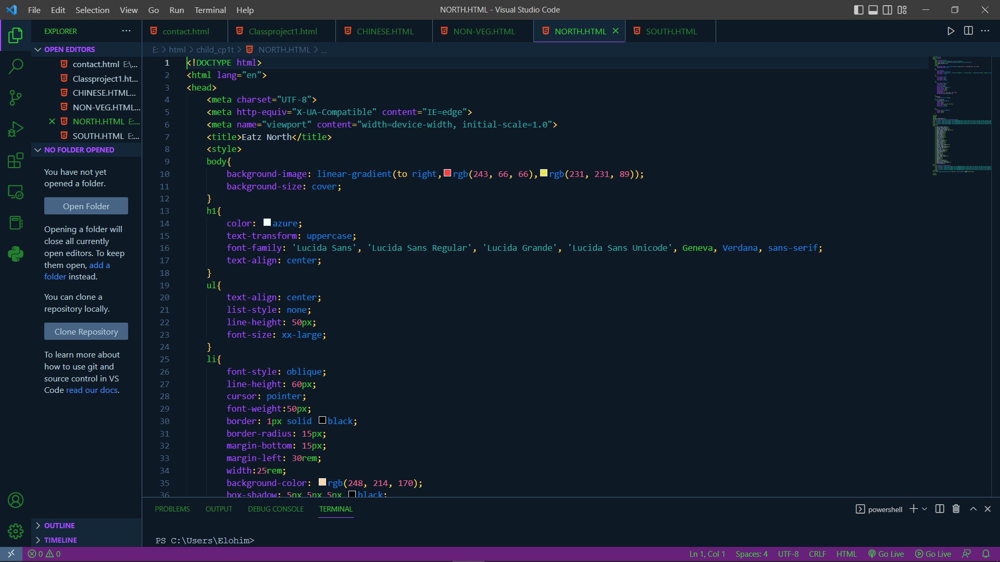 File Edit Selection View Go Run Terminal Help
NORTH.HTML - Visual Studio Code
EXPLORER
contact.html Classproject1.html CHINESE.HTML NON-VEG.HTML NORTH.HTML SOUTH.HTML
OPEN EDITORS
contact.html E:\...
Classproject1.ht...
CHINESE.HTML...
NON-VEG.HTML...
NORTH.HTML E:...
SOUTH.HTML E:...
NO FOLDER OPENED
You have not yet
opened a folder.
Open Folder
Opening a folder will
close all currently
open editors. To keep
them open, add a
folder instead.
You can clone a
repository locally.
Clone Repository
To learn more about
how to use git and
source control in VS
Code read our docs.
OUTLINE
TIMELINE
E: > html > child_cp1t > NORTH.HTML > ...
1 <!DOCTYPE html>
2 <html lang="en">
3 <head>
4 <meta charset="UTF-8">
5 <meta http-equiv="X-UA-Compatible" content="IE=edge">
6 <meta name="viewport" content="width=device-width, initial-scale=1.0">
7 <title>Eatz North</title>
8 <style>
9 body{
10 background-image: linear-gradient(to right,rgb(243, 66, 66),rgb(231, 231, 89));
11 background-size: cover;
12 }
13 h1{
14 color: azure;
15 text-transform: uppercase;
16 font-family: 'Lucida Sans', 'Lucida Sans Regular', 'Lucida Grande', 'Lucida Sans Unicode', Geneva, Verdana, sans-serif;
17 text-align: center;
18 }
19 ul{
20 text-align: center;
21 list-style: none;
22 line-height: 50px;
23 font-size: xx-large;
24 }
25 li{
26 font-style: oblique;
27 line-height: 60px;
28 cursor: pointer;
29 font-weight:50px;
30 border: 1px solid black;
31 border-radius: 15px;
32 margin-bottom: 15px;
33 margin-left: 30rem;
34 width:25rem;
35 background-color: rgb(248, 214, 170);
36 box-shadow: 5px 5px 5px black;
PROBLEMS OUTPUT DEBUG CONSOLE TERMINAL
powershell
PS C:\Users\Elohim>
0 0
Ln 1, Col 1 Spaces: 4 UTF-8 CRLF HTML Go Live Go Live